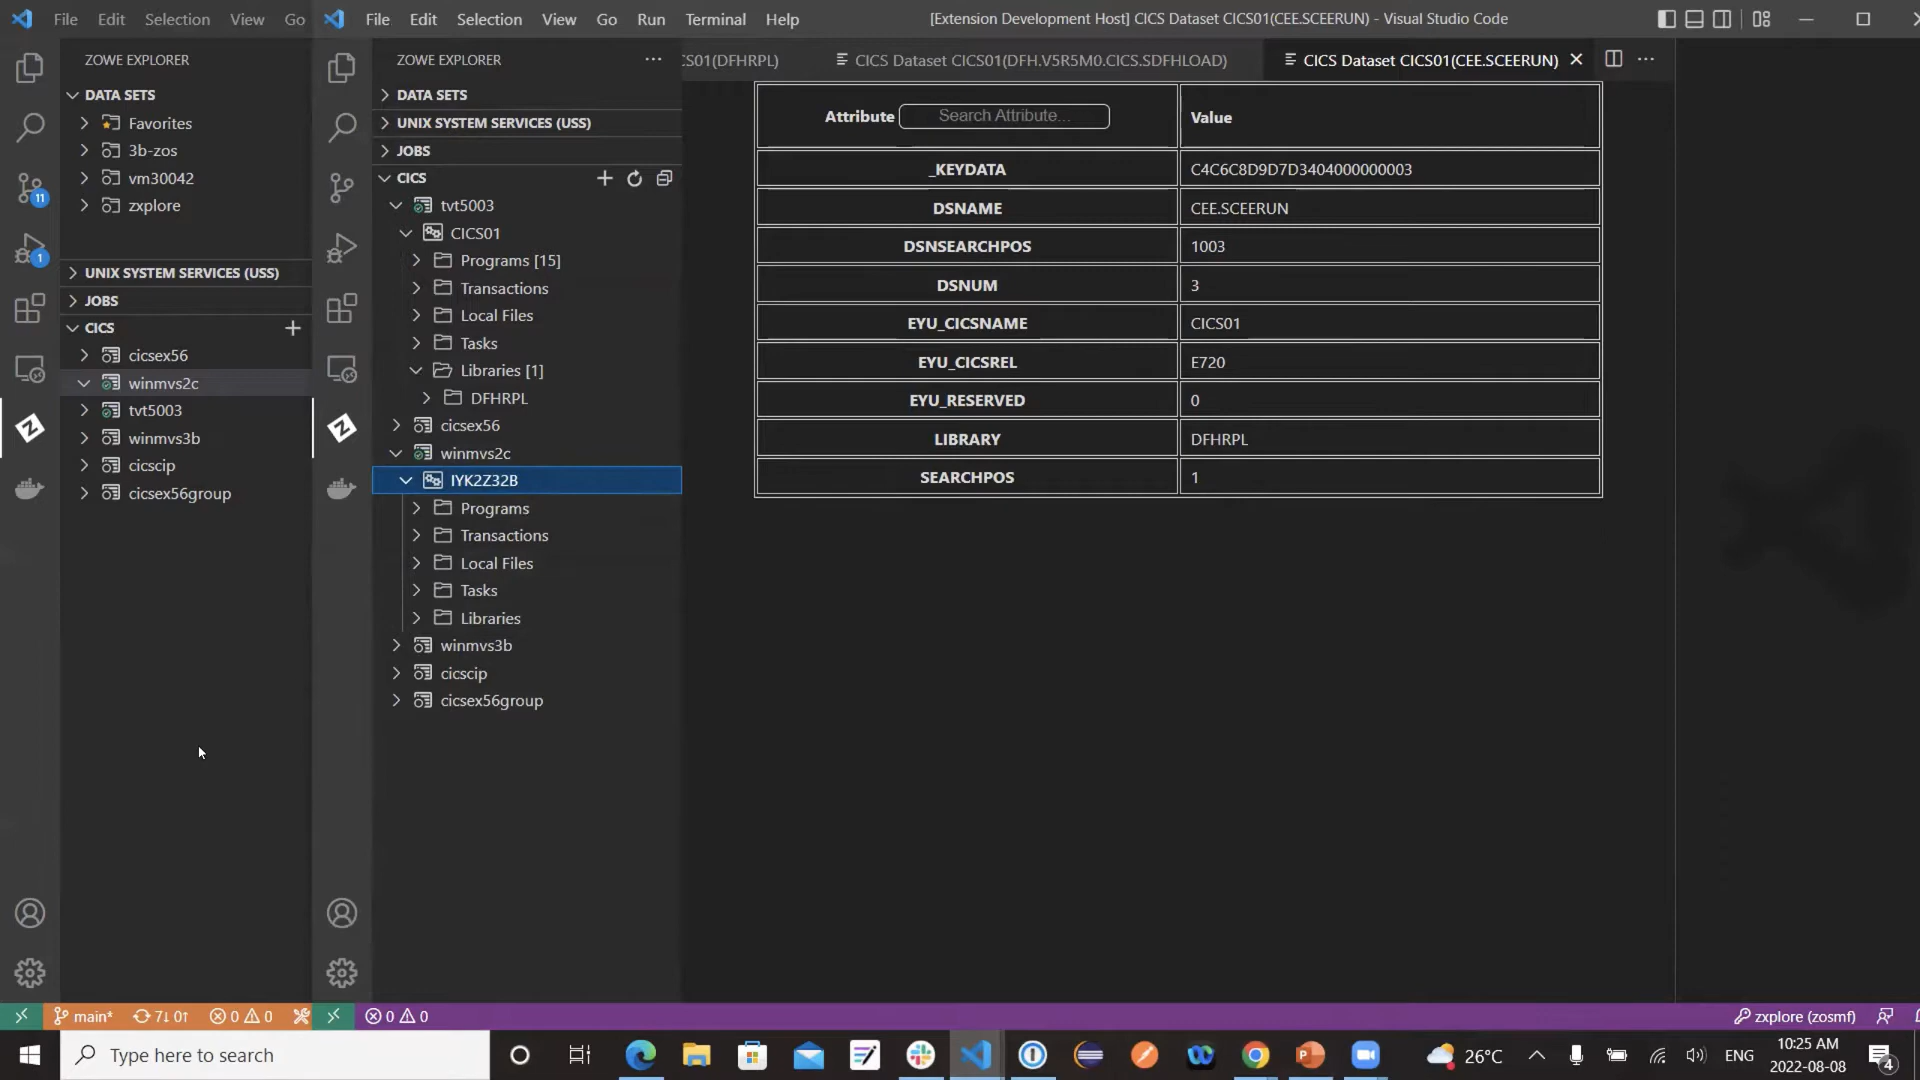 File Edit Selection View Go
File Edit Selection View Go Run Terminal Help
[Extension Development Host] CICS Dataset CICS01(CEE.SCEERUN) - Visual Studio Code
ZOWE EXPLORER
DATA SETS
Favorites
3b-zos
vm30042
zxplore
UNIX SYSTEM SERVICES (USS)
JOBS
CICS
cicsex56
winmvs2c
tvt5003
winmvs3b
cicscip
cicsex56group
11
1
ZOWE EXPLORER
DATA SETS
UNIX SYSTEM SERVICES (USS)
JOBS
CICS
tvt5003
CICS01
Programs [15]
Transactions
Local Files
Tasks
Libraries [1]
DFHRPL
cicsex56
winmvs2c
IYK2Z32B
Programs
Transactions
Local Files
Tasks
Libraries
winmvs3b
cicscip
cicsex56group
CS01(DFHRPL)
CICS Dataset CICS01(DFH.V5R5M0.CICS.SDFHLOAD)
CICS Dataset CICS01(CEE.SCEERUN)
Attribute Search Attribute... Value
_KEYDATA C4C6C8D9D7D3404000000003
DSNAME CEE.SCEERUN
DSNSEARCHPOS 1003
DSNUM 3
EYU_CICSNAME CICS01
EYU_CICSREL E720
EYU_RESERVED 0
LIBRARY DFHRPL
SEARCHPOS 1
main* 7↓ 0↑ 0 0
0 0
zxplore (zosmf)
Type here to search
26°C
ENG
10:25 AM
2022-08-08
4